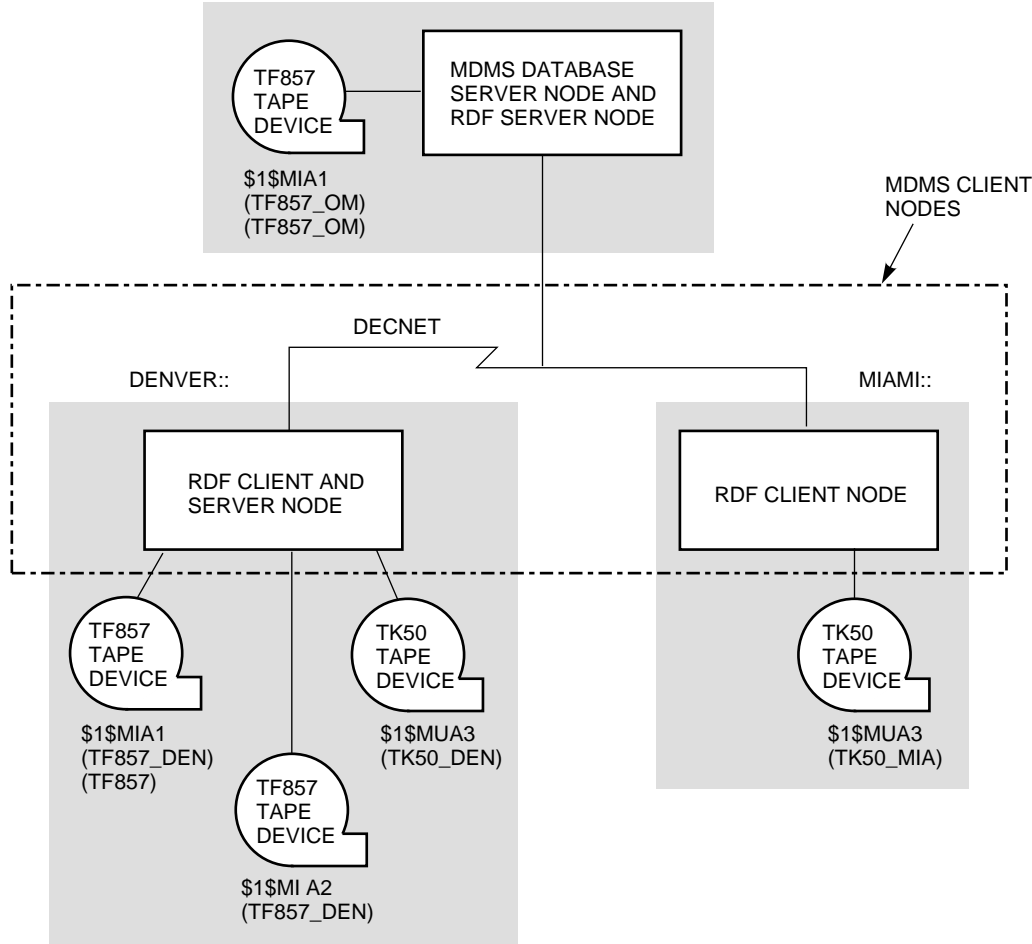 TF857
TAPE
DEVICE
MDMS DATABASE
SERVER NODE AND
RDF SERVER NODE
$1$MIA1
(TF857_OM)
(TF857_OM)
MDMS CLIENT
NODES
DECNET
DENVER::
MIAMI::
RDF CLIENT AND
SERVER NODE
RDF CLIENT NODE
TF857
TAPE
DEVICE
$1$MIA1
(TF857_DEN)
(TF857)
TF857
TAPE
DEVICE
$1$MI A2
(TF857_DEN)
TK50
TAPE
DEVICE
$1$MUA3
(TK50_DEN)
TK50
TAPE
DEVICE
$1$MUA3
(TK50_MIA)